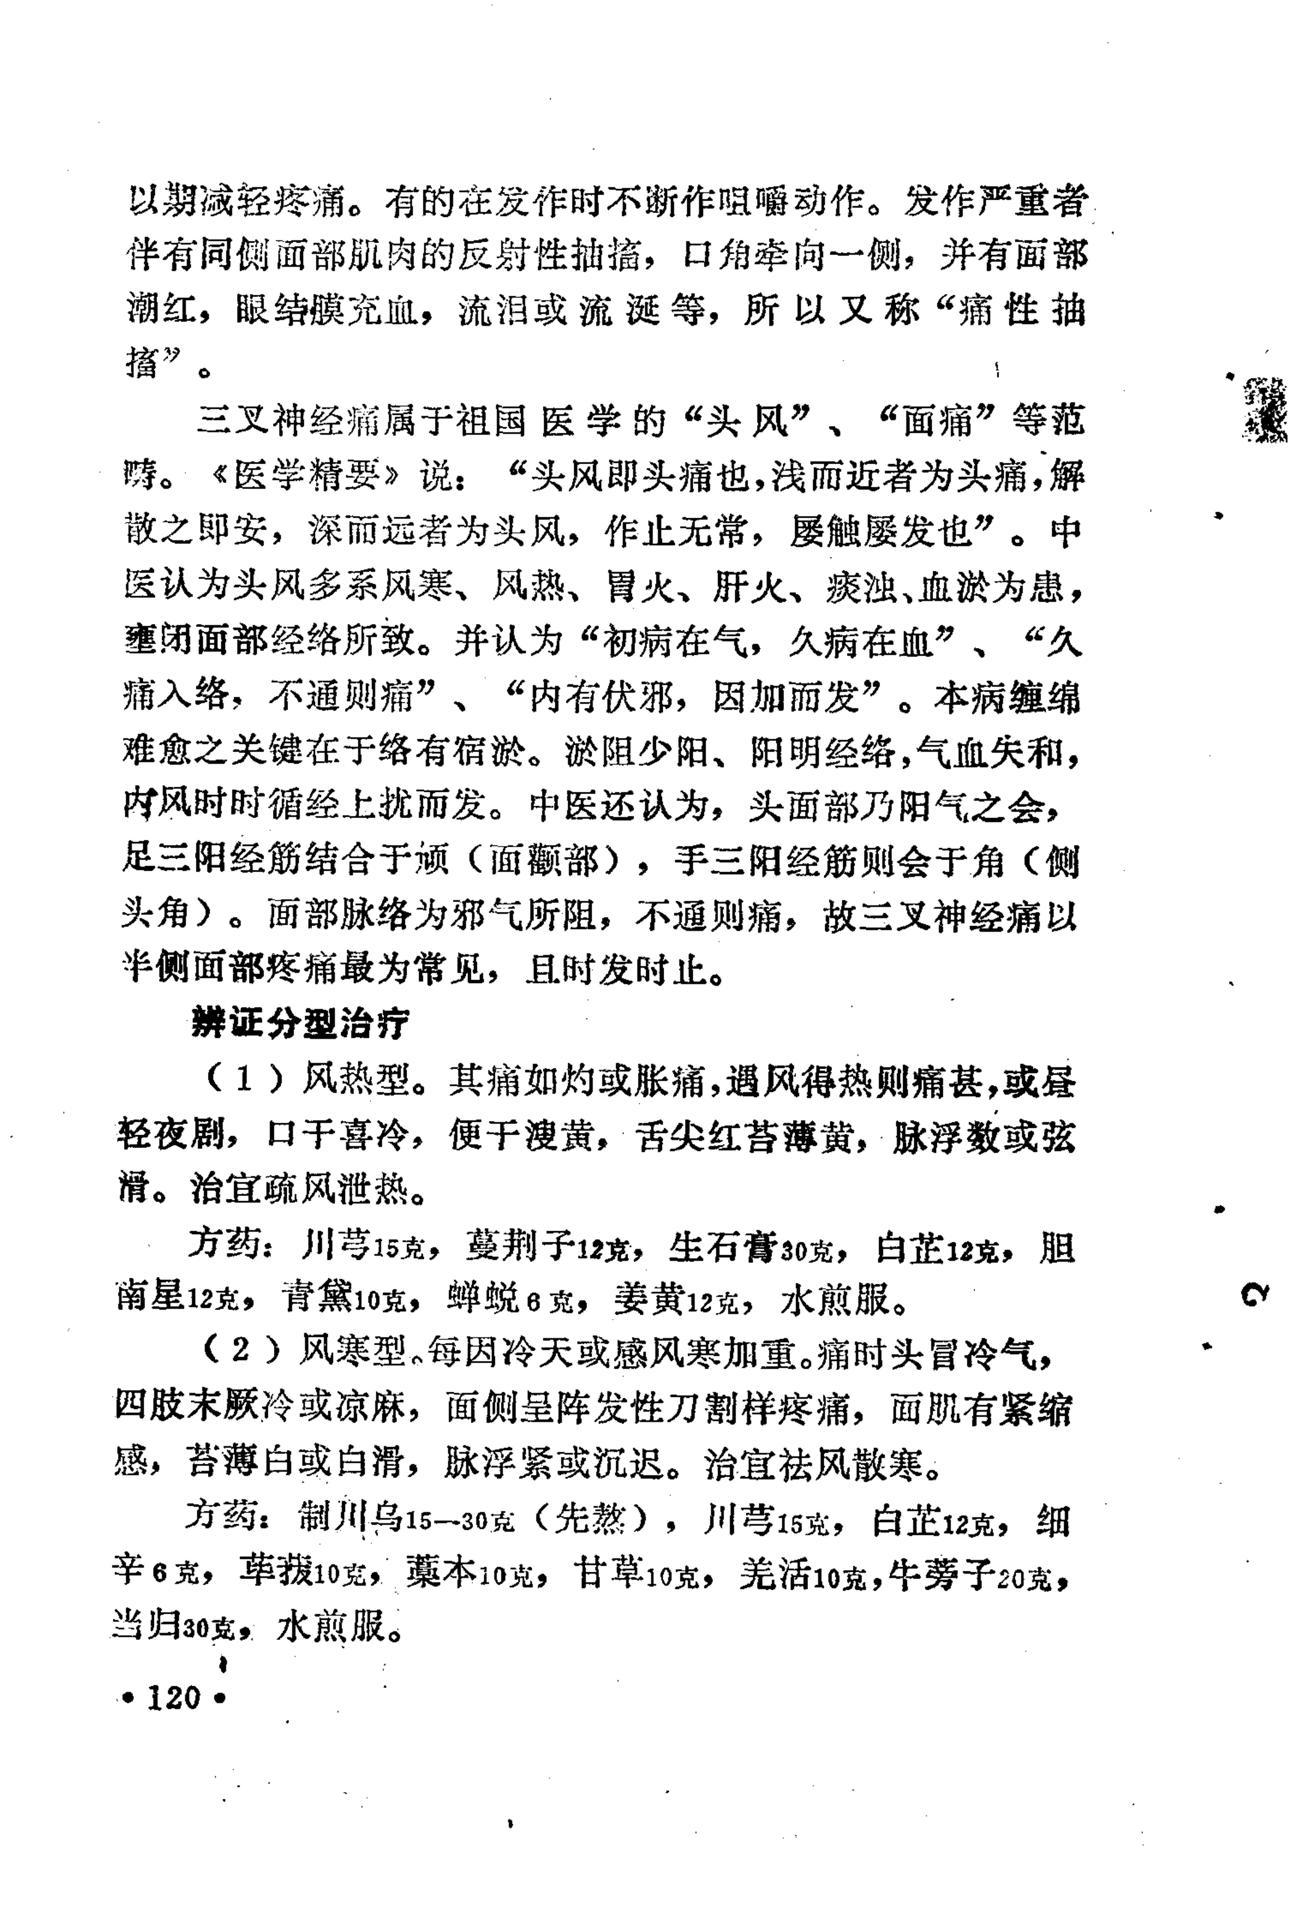 以期减轻疼痛。有的在发作时不断作咀嚼动作。发作严重者
伴有同侧面部肌肉的反射性抽搐，口角牵向一侧，并有面部
潮红，眼结膜充血，流泪或流涎等，所以又称“痛性抽
搐”。
三叉神经痛属于祖国医学的“头风”、“面痛”等范
畴。《医学精要》说：“头风即头痛也，浅而近者为头痛，解
散之即安，深而远者为头风，作止无常，屡触屡发也”。中
医认为头风多系风寒、风热、胃火、肝火、痰浊、血淤为患，
壅闭面部经络所致。并认为“初病在气，久病在血”、“久
痛入络，不通则痛”、“内有伏邪，因加而发”。本病缠绵
难愈之关键在于络有宿淤。淤阻少阳、阳明经络，气血失和，
内风时时循经上扰而发。中医还认为，头面部乃阳气之会，
足三阳经筋结合于頄（面颧部），手三阳经筋则会于角（侧
头角）。面部脉络为邪气所阻，不通则痛，故三叉神经痛以
半侧面部疼痛最为常见，且时发时止。
辨证分型治疗
（1）风热型。其痛如灼或胀痛，遇风得热则痛甚，或昼
轻夜剧，口干喜冷，便干溲黄，舌尖红苔薄黄，脉浮数或弦
滑。治宜疏风泄热。
方药：川芎15克，蔓荆子12克，生石膏30克，白芷12克，胆
南星12克，青黛10克，蝉蜕6克，姜黄12克，水煎服。
（2）风寒型。每因冷天或感风寒加重。痛时头冒冷气，
四肢末厥冷或凉麻，面侧呈阵发性刀割样疼痛，面肌有紧缩
感，苔薄白或白滑，脉浮紧或沉迟。治宜祛风散寒。
方药：制川乌15—30克（先熬），川芎15克，白芷12克，细
辛6克，荜拨10克，藁本10克，甘草10克，羌活10克，牛蒡子20克，
当归30克，水煎服。
·120·